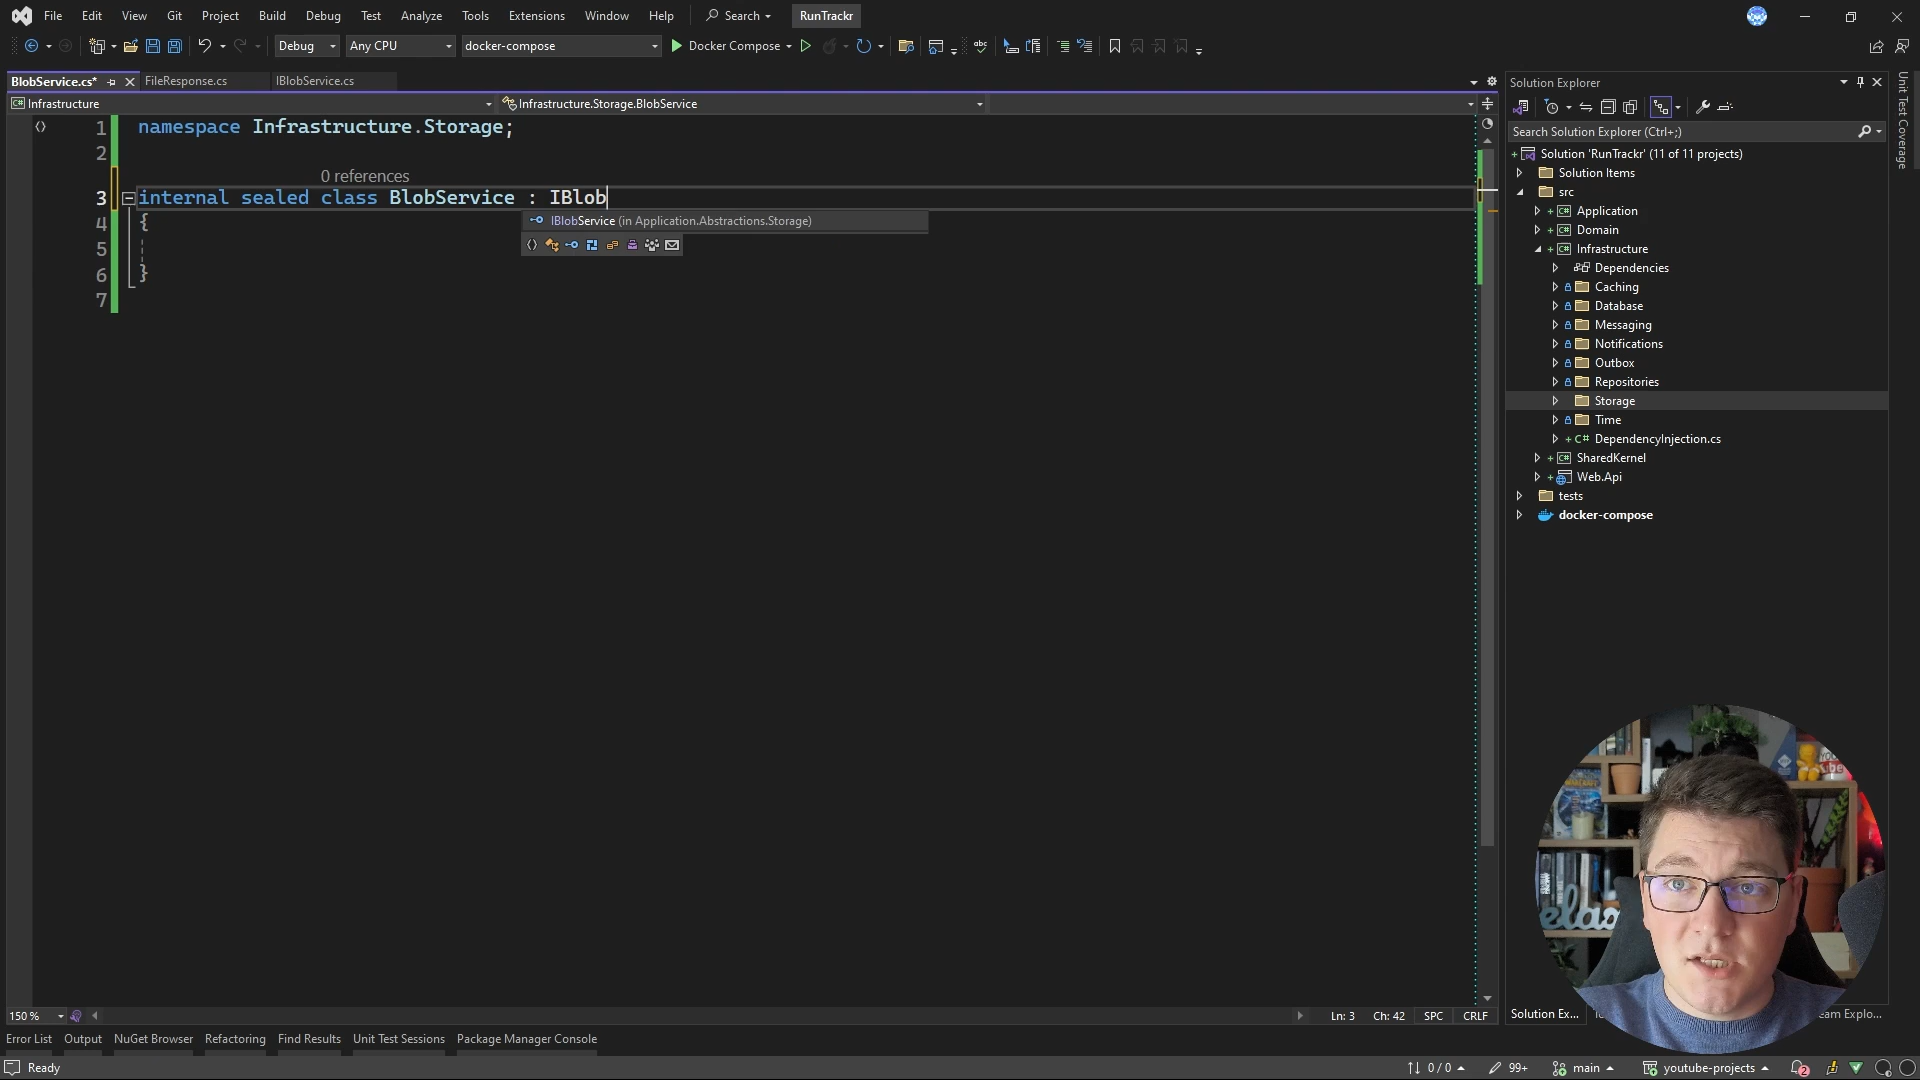 File Edit View Git Project Build Debug Test Analyze Tools Extensions Window Help Search RunTrackr
Debug Any CPU docker-compose Docker Compose
BlobService.cs* FileResponse.cs IBlobService.cs
Infrastructure Infrastructure.Storage.BlobService
1 namespace Infrastructure.Storage;
2
0 references
3 internal sealed class BlobService : IBlob
IBlobService (in Application.Abstractions.Storage)
4 {
5
6 }
7
Solution Explorer
Search Solution Explorer (Ctrl+;)
Solution 'RunTrackr' (11 of 11 projects)
Solution Items
src
Application
Domain
Infrastructure
Dependencies
Caching
Database
Messaging
Notifications
Outbox
Repositories
Storage
Time
DependencyInjection.cs
SharedKernel
Web.Api
tests
docker-compose
Unit Test Coverage
150 % Ln: 3 Ch: 42 SPC CRLF
Solution Ex... eam Explo...
Error List Output NuGet Browser Refactoring Find Results Unit Test Sessions Package Manager Console
Ready 0 / 0 99+ main youtube-projects 2